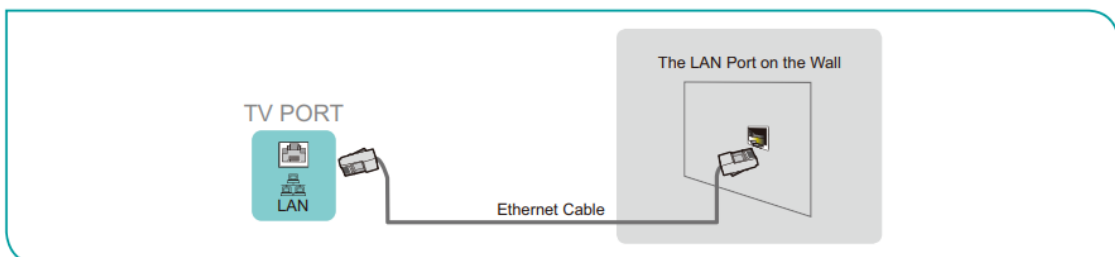 The LAN Port on the Wall
TV PORT
LAN
Ethernet Cable